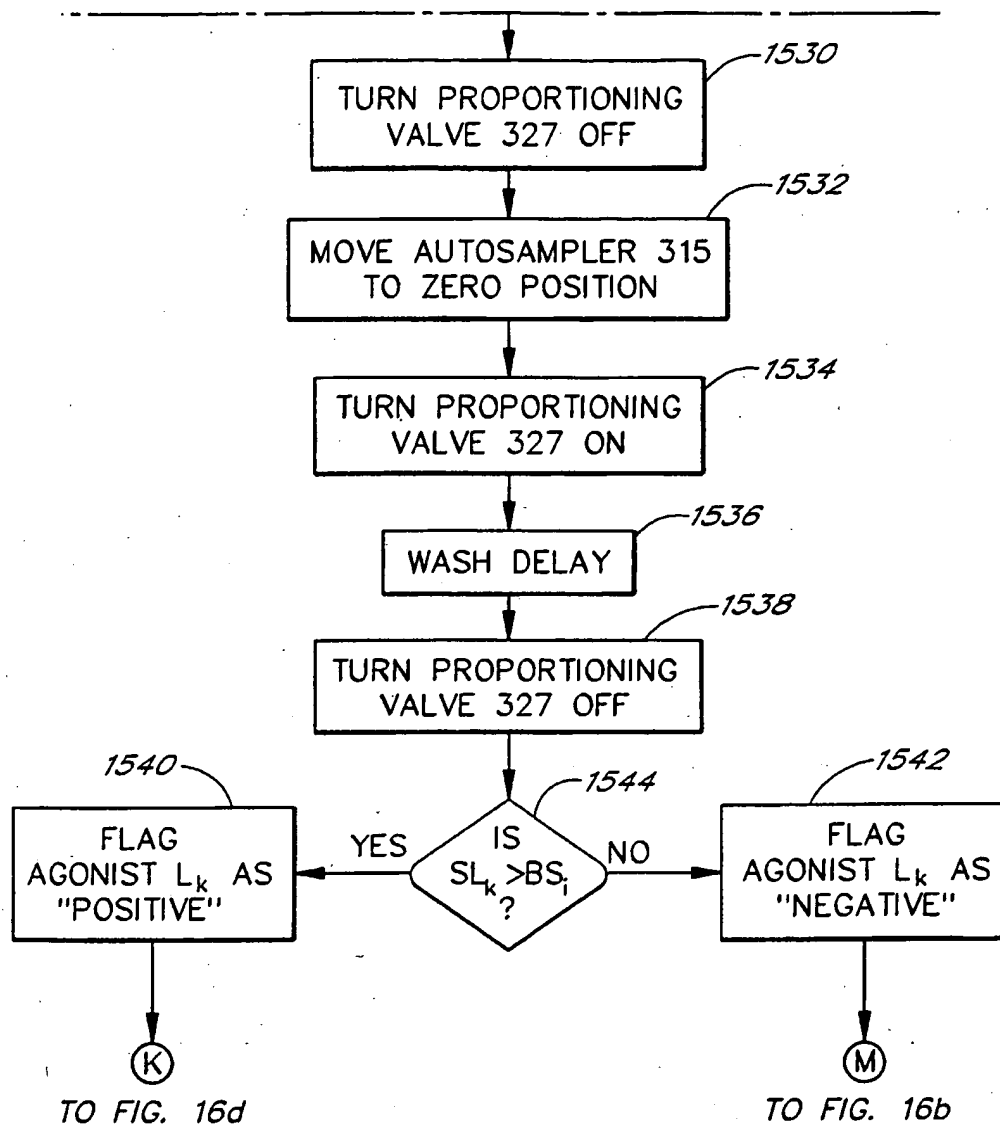 1530
TURN PROPORTIONING
VALVE 327 OFF
1532
MOVE AUTOSAMPLER 315
TO ZERO POSITION
1534
TURN PROPORTIONING
VALVE 327 ON
1536
WASH DELAY
1538
TURN PROPORTIONING
VALVE 327 OFF
1540
FLAG
AGONIST Lk AS
"POSITIVE"
YES
1544
IS
SLk >BSi
?
NO
1542
FLAG
AGONIST Lk AS
"NEGATIVE"
K
TO FIG. 16d
M
TO FIG. 16b